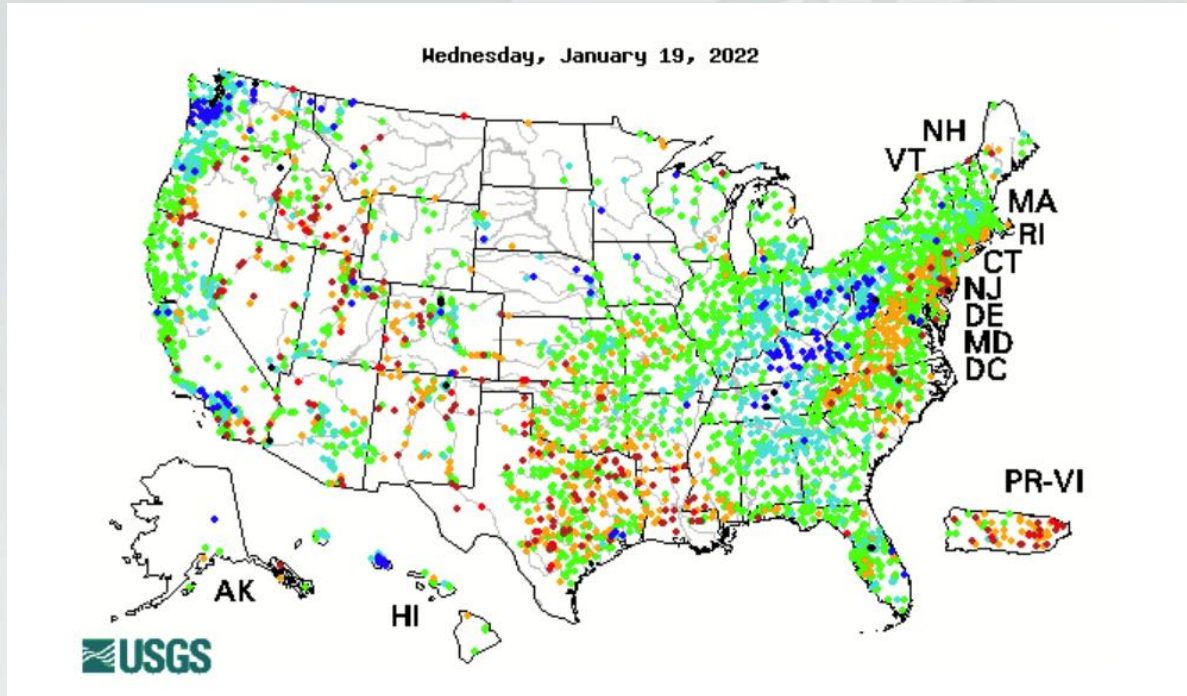 Wednesday, January 19, 2022
NH
VT
MA
RI
CT
NJ
DE
MD
DC
PR-VI
AK
HI
USGS